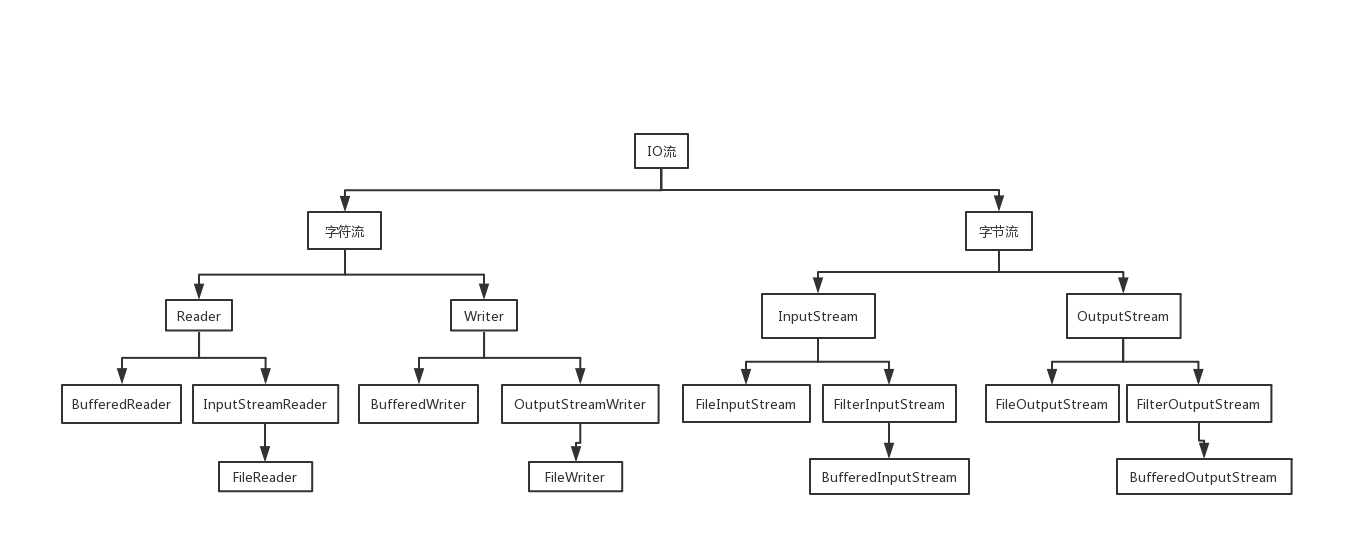 IO流
字符流
字节流
Reader
Writer
InputStream
OutputStream
BufferedReader
InputStreamReader
BufferedWriter
OutputStreamWriter
FileInputStream
FilterInputStream
FileOutputStream
FilterOutputStream
FileReader
FileWriter
BufferedInputStream
BufferedOutputStream